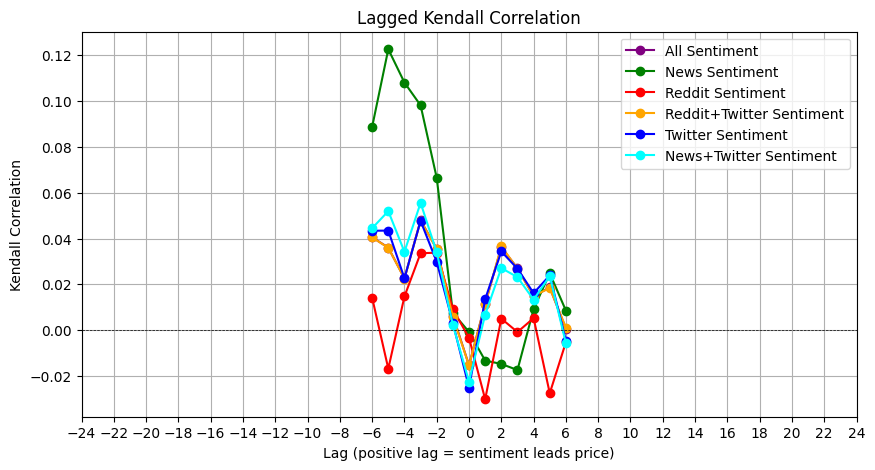 Lagged Kendall Correlation
Kendall Correlation
0.12
0.10
0.08
0.06
0.04
0.02
0.00
−0.02
All Sentiment
News Sentiment
Reddit Sentiment
Reddit+Twitter Sentiment
Twitter Sentiment
News+Twitter Sentiment
−24 −22 −20 −18 −16 −14 −12 −10 −8 −6 −4 −2 0 2 4 6 8 10 12 14 16 18 20 22 24
Lag (positive lag = sentiment leads price)